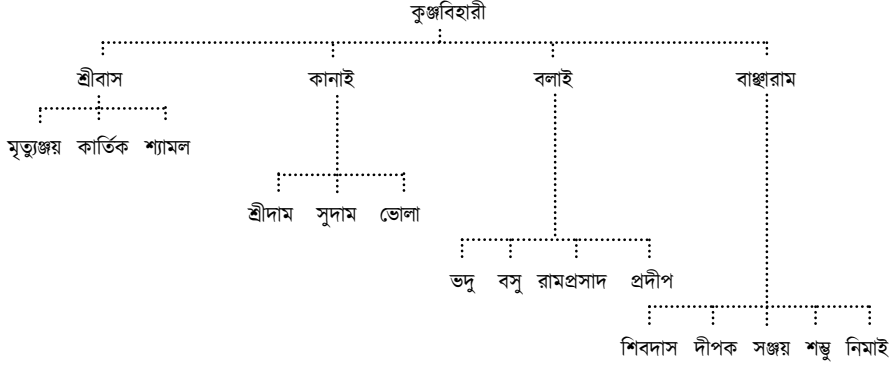 কুঞ্জবিহারী
শ্রীবাস কানাই বলাই বাঞ্ছারাম
মৃত্যুঞ্জয় কার্তিক শ্যামল
শ্রীদাম সুদাম ভোলা
ভদু বসু রামপ্রসাদ প্রদীপ
শিবদাস দীপক সঞ্জয় শম্ভু নিমাই